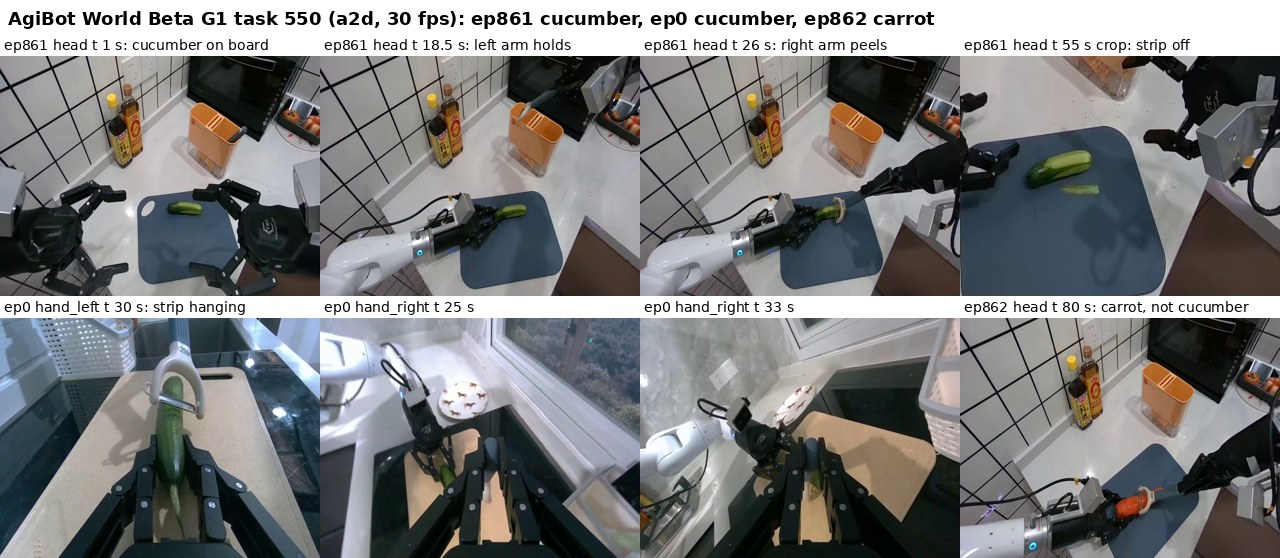 AgiBot World Beta G1 task 550 (a2d, 30 fps): ep861 cucumber, ep0 cucumber, ep862 carrot
ep861 head t 1 s: cucumber on board
ep861 head t 18.5 s: left arm holds
ep861 head t 26 s: right arm peels
ep861 head t 55 s crop: strip off
ep0 hand_left t 30 s: strip hanging
ep0 hand_right t 25 s
ep0 hand_right t 33 s
ep862 head t 80 s: carrot, not cucumber